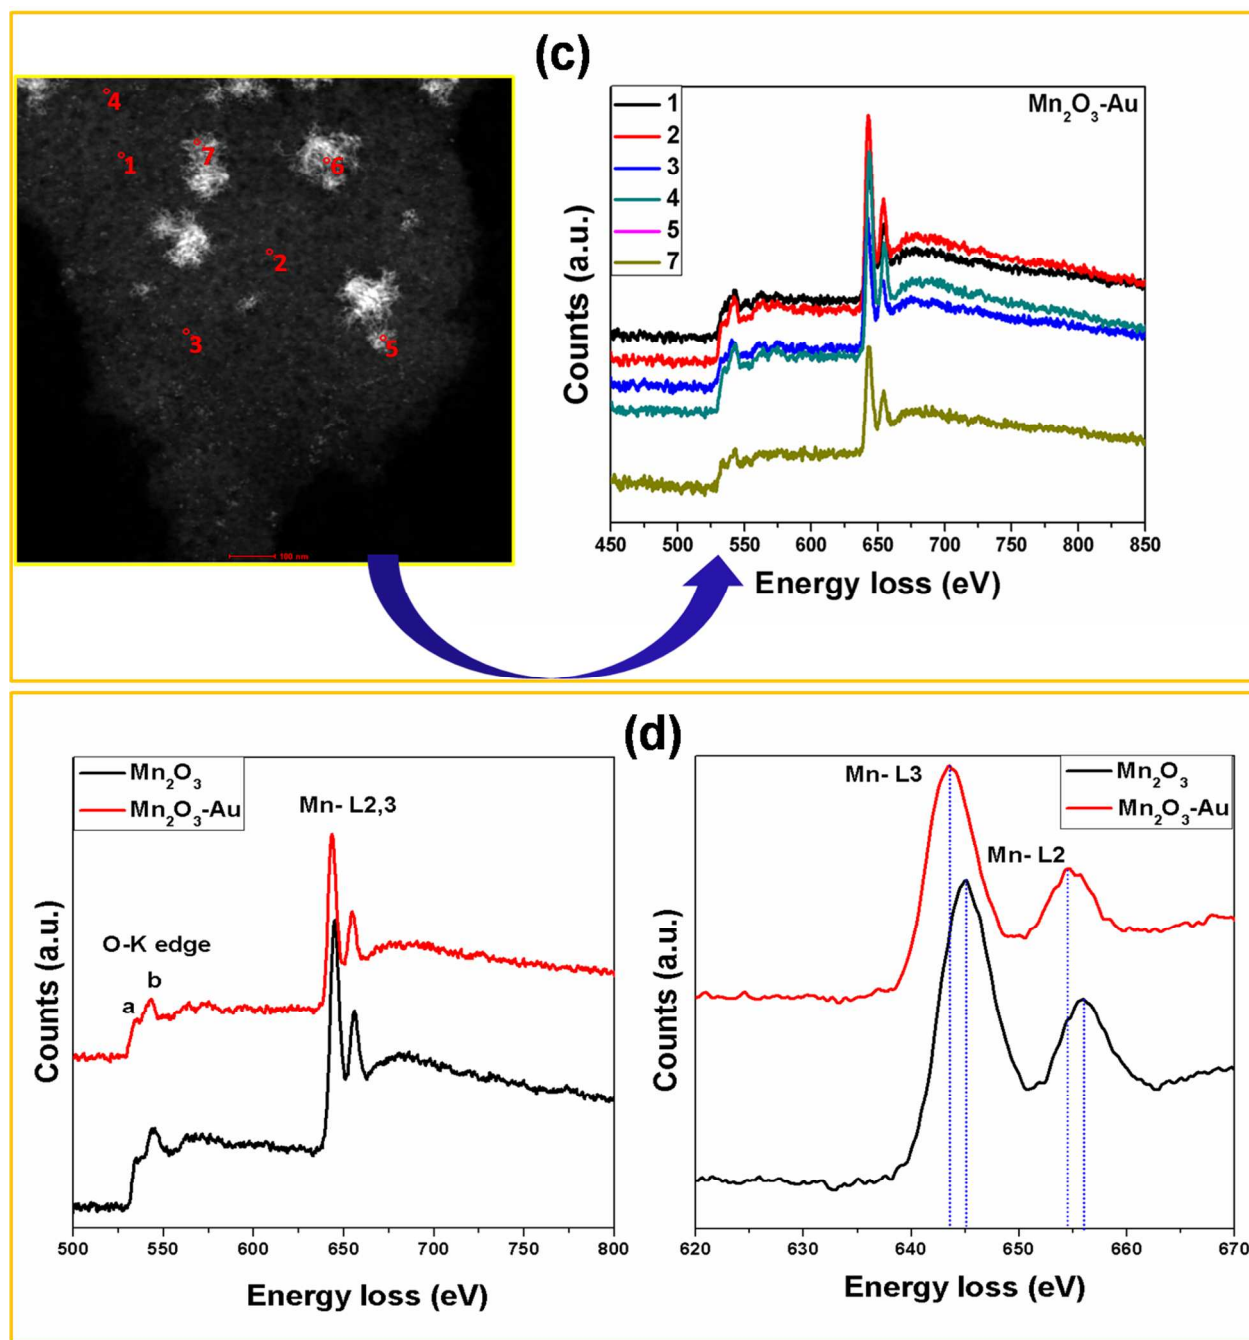 (c)
°4
°1
°7
°6
°2
°3
°5
100 nm
1
2
3
4
5
7
Mn₂O₃-Au
Counts (a.u.)
450 500 550 600 650 700 750 800 850
Energy loss (eV)
(d)
Mn₂O₃
Mn₂O₃-Au
Mn- L2,3
O-K edge
a
b
Counts (a.u.)
500 550 600 650 700 750 800
Energy loss (eV)
Mn- L3
Mn- L2
Mn₂O₃
Mn₂O₃-Au
Counts (a.u.)
620 630 640 650 660 670
Energy loss (eV)